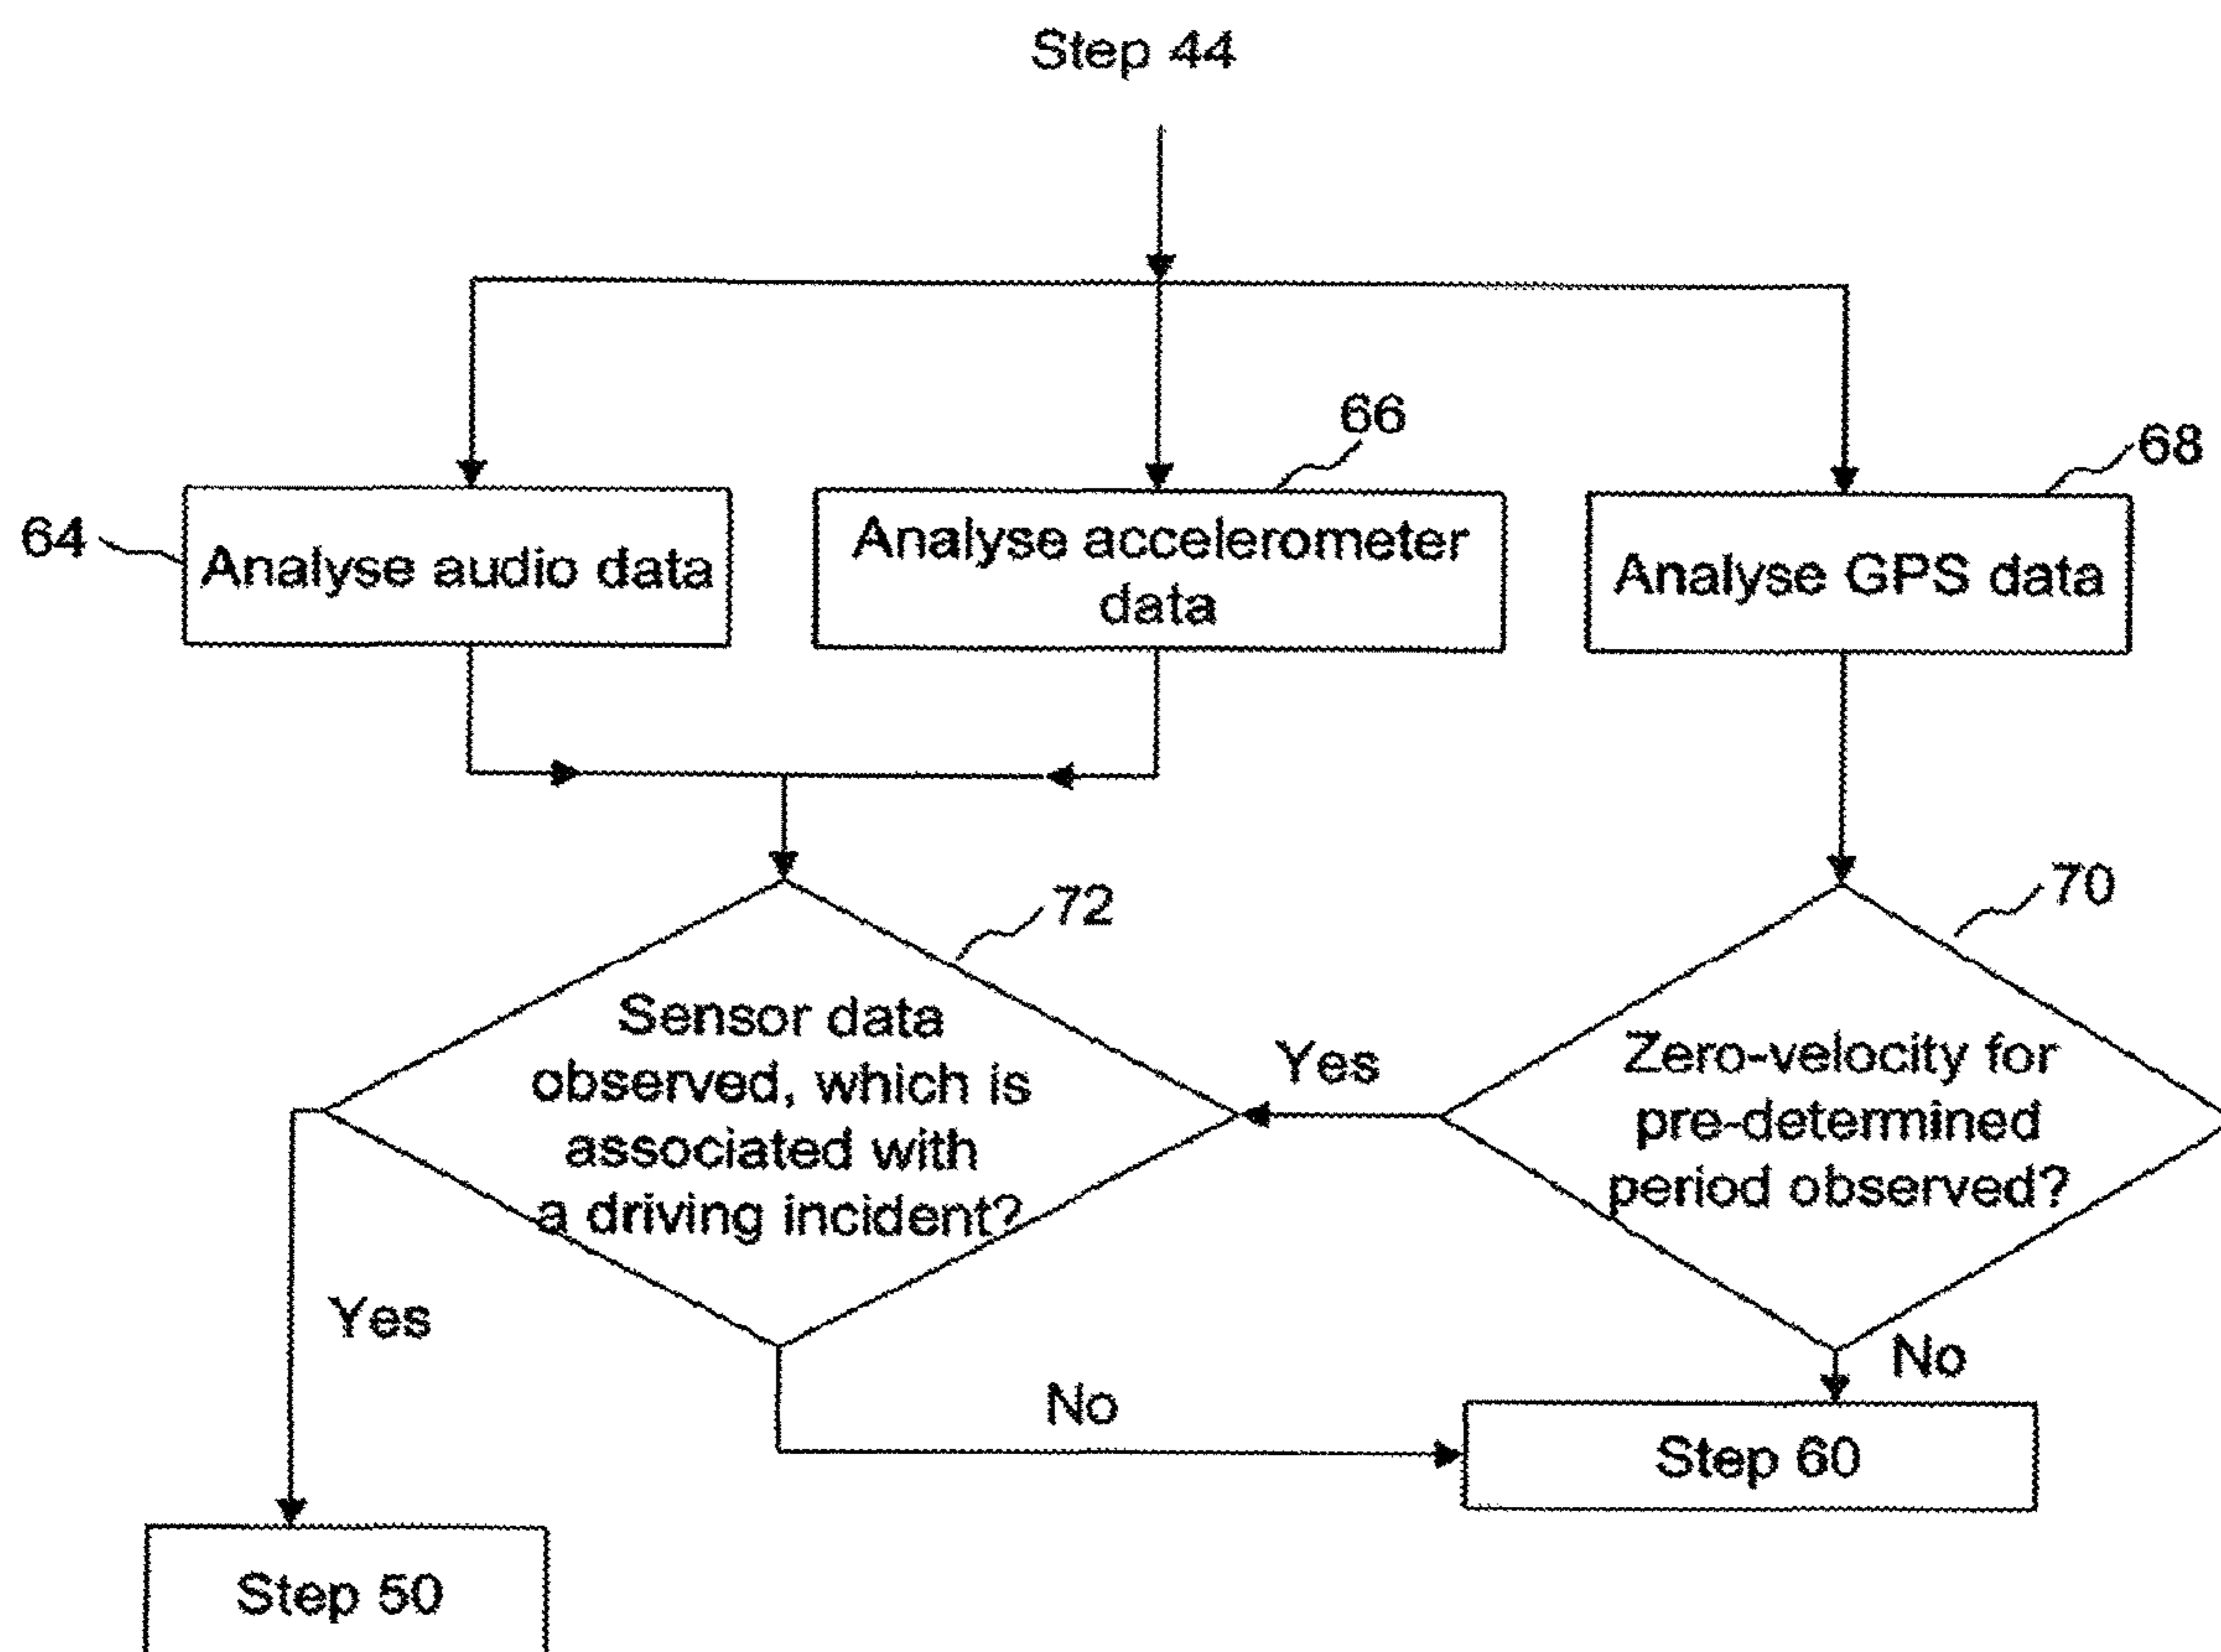 Step 44
66
68
64
Analyse audio data
Analyse accelerometer
data
Analyse GPS data
72
70
Sensor data
observed, which is
associated with
a driving incident?
Yes
Zero-velocity for
pre-determined
period observed?
Yes
No
No
Step 60
Step 50